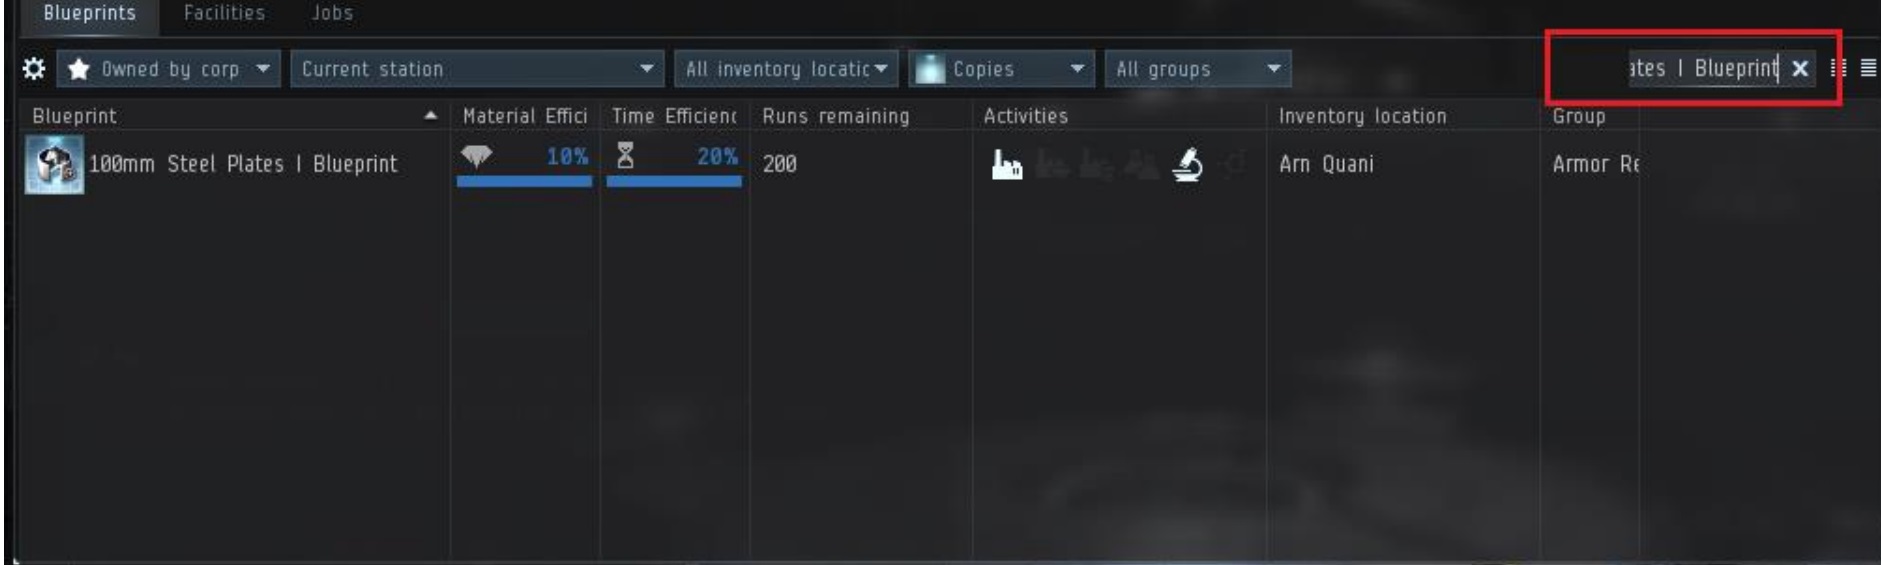 Blueprints Facilities Jobs
Owned by corp Current station All inventory locatic Copies All groups ates I Blueprint
Blueprint Material Effici Time Efficienc Runs remaining Activities Inventory location Group
100mm Steel Plates I Blueprint 10% 20% 200 Arn Quani Armor Re